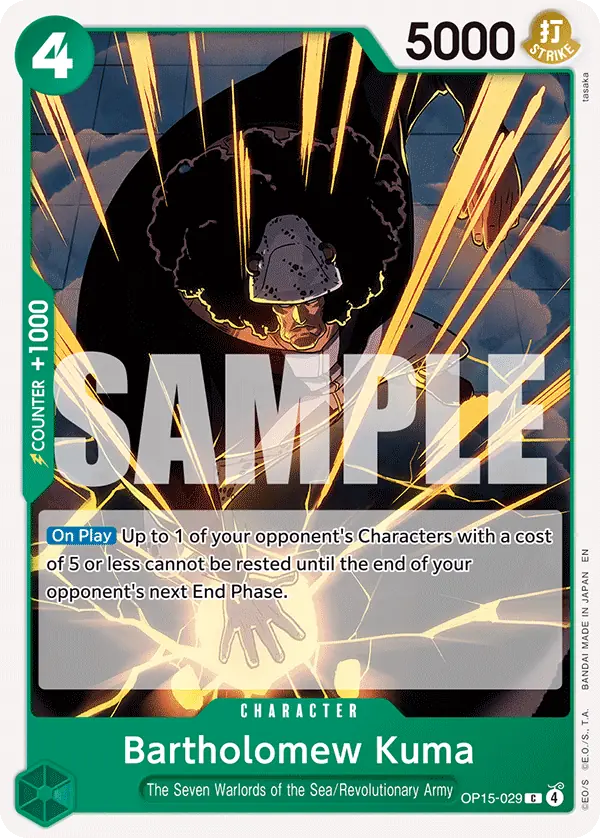 4
5000
打
STRIKE
tasaka
COUNTER +1000
SAMPLE
On Play Up to 1 of your opponent's Characters with a cost
of 5 or less cannot be rested until the end of your
opponent's next End Phase.
©EO/S ©E.O./S., T.A. BANDAI MADE IN JAPAN EN
CHARACTER
Bartholomew Kuma
The Seven Warlords of the Sea/Revolutionary Army
OP15-029 C 4